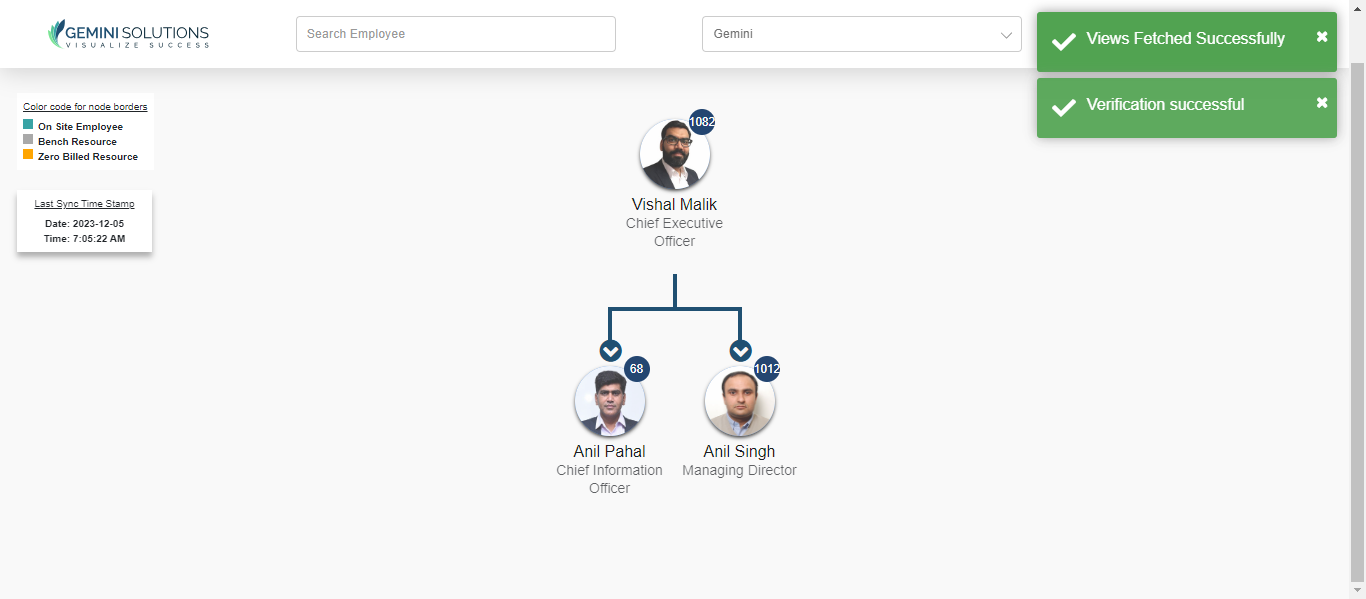 GEMINI SOLUTIONS
VISUALIZE SUCCESS
Search Employee
Gemini
Views Fetched Successfully
Verification successful
Color code for node borders
On Site Employee
Bench Resource
Zero Billed Resource
Last Sync Time Stamp
Date: 2023-12-05
Time: 7:05:22 AM
1082
Vishal Malik
Chief Executive
Officer
68
Anil Pahal
Chief Information
Officer
1012
Anil Singh
Managing Director